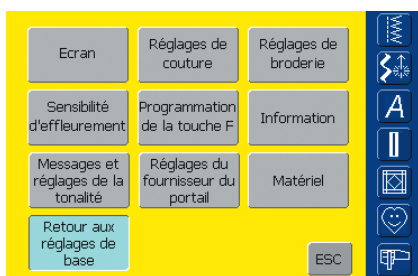 Ecran
Réglages de
couture
Réglages de
broderie
Sensibilité
d'effleurement
Programmation
de la touche F
Information
Messages et
réglages de la
tonalité
Réglages du
fournisseur du
portail
Matériel
Retour aux
réglages de
base
ESC
A